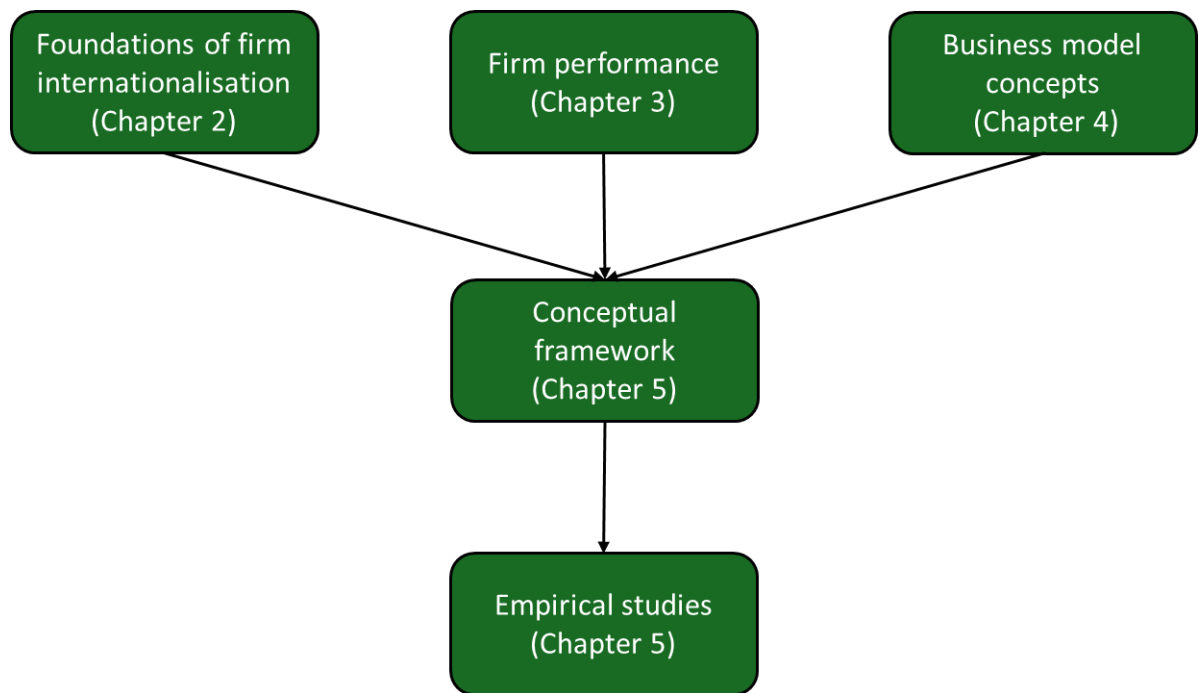 Foundations of firm
internationalisation
(Chapter 2)
Firm performance
(Chapter 3)
Business model
concepts
(Chapter 4)
Conceptual
framework
(Chapter 5)
Empirical studies
(Chapter 5)